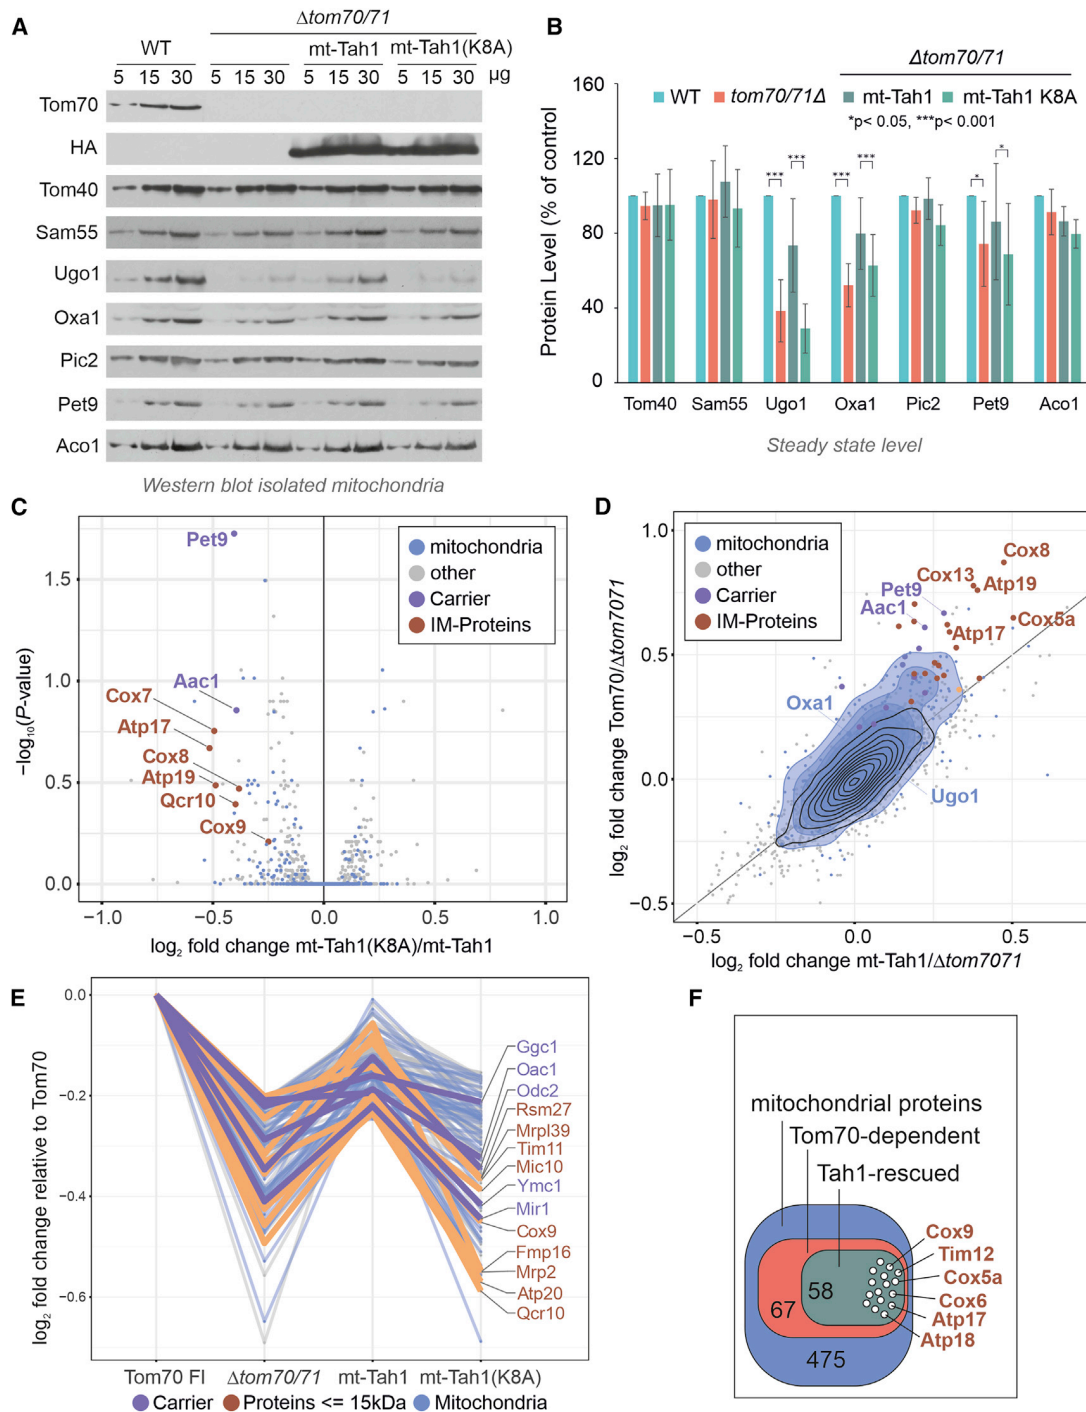 A
Δtom70/71
WT
mt-Tah1
mt-Tah1(K8A)
5 15 30 5 15 30 5 15 30 5 15 30 µg
Tom70
HA
Tom40
Sam55
Ugo1
Oxa1
Pic2
Pet9
Aco1
Western blot isolated mitochondria
B
Δtom70/71
WT tom70/71Δ mt-Tah1 mt-Tah1 K8A
*p< 0.05, ***p< 0.001
Protein Level (% of control)
160
120
80
40
0
*** *** *** *** * *
Tom40 Sam55 Ugo1 Oxa1 Pic2 Pet9 Aco1
Steady state level
C
Pet9
mitochondria
other
Carrier
IM-Proteins
Aac1
Cox7
Atp17
Cox8
Atp19
Qcr10
Cox9
−log10(P-value)
1.5
1.0
0.5
0.0
−1.0 −0.5 0.0 0.5 1.0
log2 fold change mt-Tah1(K8A)/mt-Tah1
D
mitochondria
other
Carrier
IM-Proteins
Cox8
Cox13
Atp19
Pet9
Aac1
Cox5a
Atp17
Oxa1
Ugo1
log2 fold change Tom70/Δtom7071
1.0
0.5
0.0
−0.5
−0.5 0.0 0.5
log2 fold change mt-Tah1/Δtom7071
E
log2 fold change relative to Tom70
0.0
−0.2
−0.4
−0.6
Ggc1
Oac1
Odc2
Rsm27
Mrpl39
Tim11
Mic10
Ymc1
Mir1
Cox9
Fmp16
Mrp2
Atp20
Qcr10
Tom70 Fl Δtom70/71 mt-Tah1 mt-Tah1(K8A)
Carrier Proteins <= 15kDa Mitochondria
F
mitochondrial proteins
Tom70-dependent
Tah1-rescued
Cox9
Tim12
Cox5a
Cox6
Atp17
Atp18
58
67
475